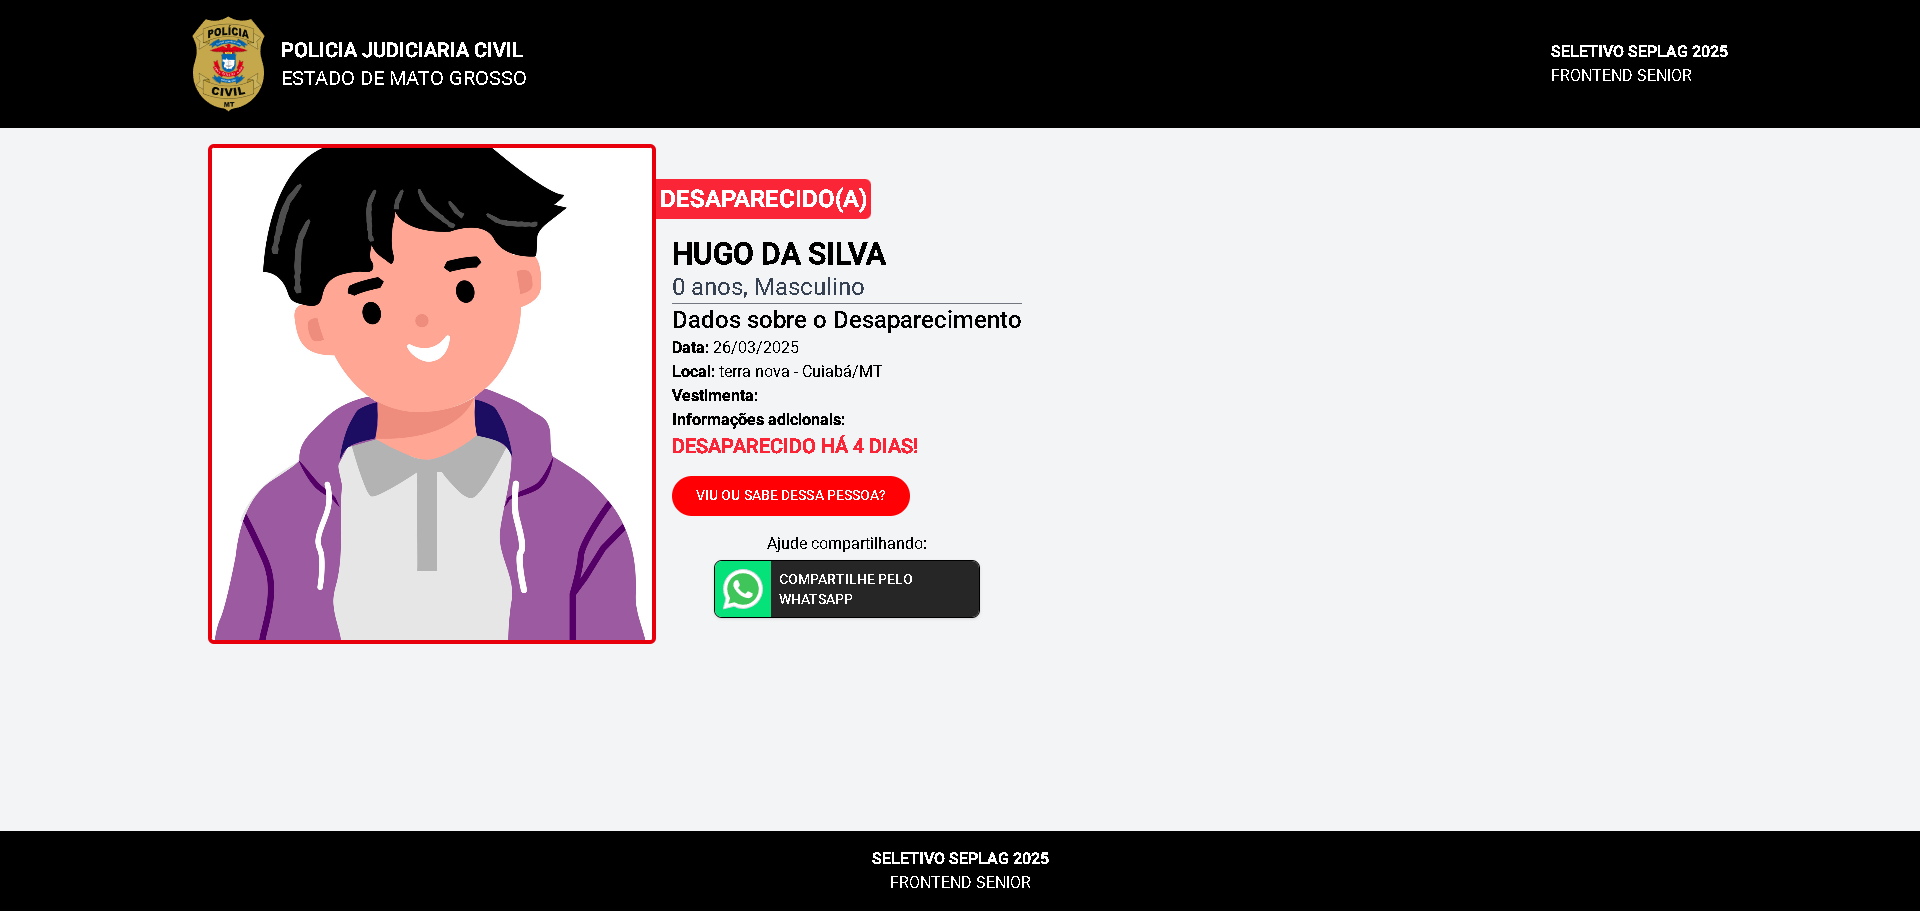 POLÍCIA
CIVIL
MT
POLICIA JUDICIARIA CIVIL
ESTADO DE MATO GROSSO
SELETIVO SEPLAG 2025
FRONTEND SENIOR
DESAPARECIDO(A)
HUGO DA SILVA
0 anos, Masculino
Dados sobre o Desaparecimento
Data: 26/03/2025
Local: terra nova - Cuiabá/MT
Vestimenta:
Informações adicionais:
DESAPARECIDO HÁ 4 DIAS!
VIU OU SABE DESSA PESSOA?
Ajude compartilhando:
COMPARTILHE PELO
WHATSAPP
SELETIVO SEPLAG 2025
FRONTEND SENIOR